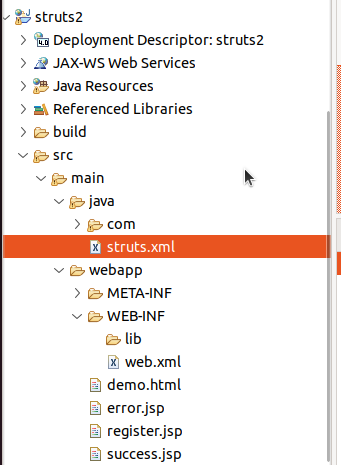 struts2
Deployment Descriptor: struts2
JAX-WS Web Services
Java Resources
Referenced Libraries
build
src
main
java
com
struts.xml
webapp
META-INF
WEB-INF
lib
web.xml
demo.html
error.jsp
register.jsp
success.jsp